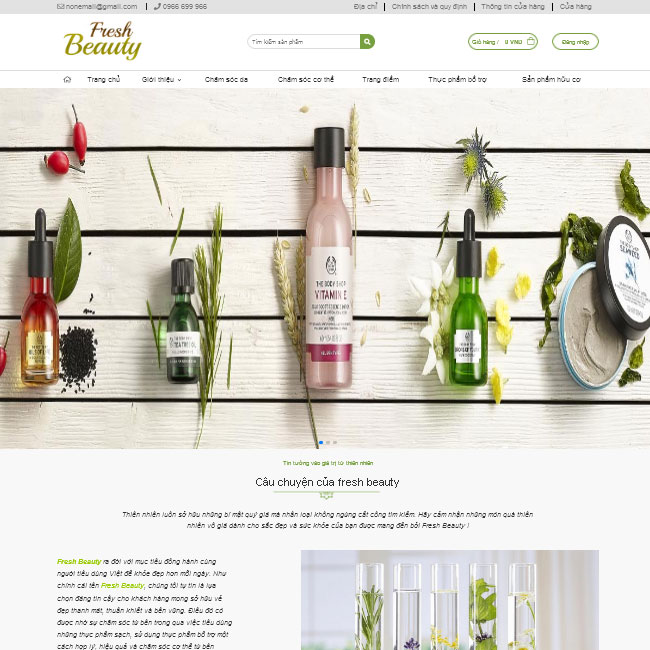 nonemail@gmail.com | 0966 699 966
Địa chỉ | Chính sách và quy định | Thông tin cửa hàng | Cửa hàng
Fresh
Beauty
Tìm kiếm sản phẩm
Giỏ hàng / 0 VNĐ
Đăng nhập
Trang chủ Giới thiệu Chăm sóc da Chăm sóc cơ thể Trang điểm Thực phẩm bổ trợ Sản phẩm hữu cơ
THE BODY SHOP
VITAMIN E
THE BODY SHOP
SEAWEED
TEA TREE OIL
Tin tưởng vào giá trị từ thiên nhiên
Câu chuyện của fresh beauty
Thiên nhiên luôn sở hữu những bí mật quý giá mà nhân loại không ngừng cất công tìm kiếm. Hãy cảm nhận những món quà thiên
nhiên vô giá dành cho sắc đẹp và sức khỏe của bạn được mang đến bởi Fresh Beauty !
Fresh Beauty ra đời với mục tiêu đồng hành cùng
người tiêu dùng Việt để khỏe đẹp hơn mỗi ngày. Như
chính cái tên Fresh Beauty, chúng tôi tự tin là lựa
chọn đáng tin cậy cho khách hàng mong sở hữu vẻ
đẹp thanh mát, thuần khiết và bền vững. Điều đó có
được nhờ sự chăm sóc từ bên trong qua việc tiêu dùng
những thực phẩm sạch, sử dụng thực phẩm bổ trợ một
cách hợp lý, hiệu quả và chăm sóc cơ thể từ bên